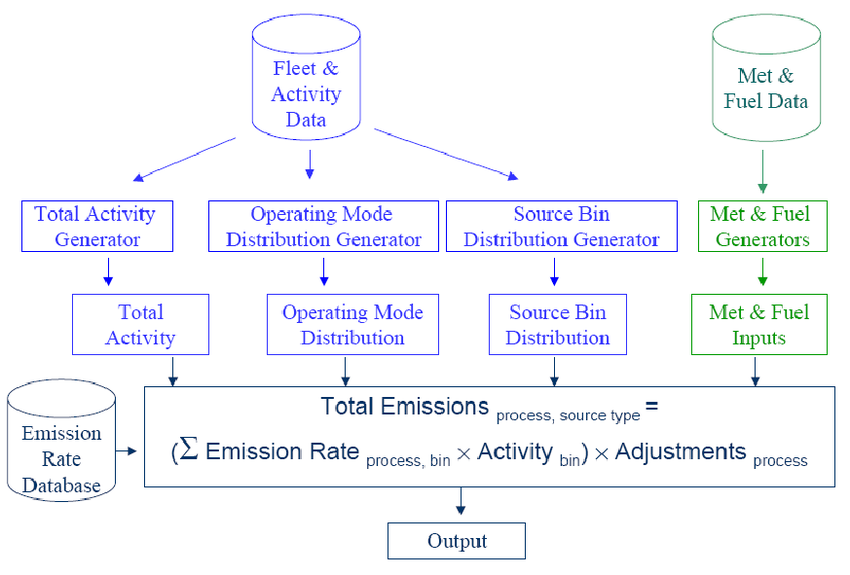 Fleet &
Activity
Data
Met &
Fuel Data
Total Activity
Generator
Operating Mode
Distribution Generator
Source Bin
Distribution Generator
Met & Fuel
Generators
Total
Activity
Operating Mode
Distribution
Source Bin
Distribution
Met & Fuel
Inputs
Emission
Rate
Database
Total Emissions process, source type =
(Σ Emission Rate process, bin × Activity bin) × Adjustments process
Output